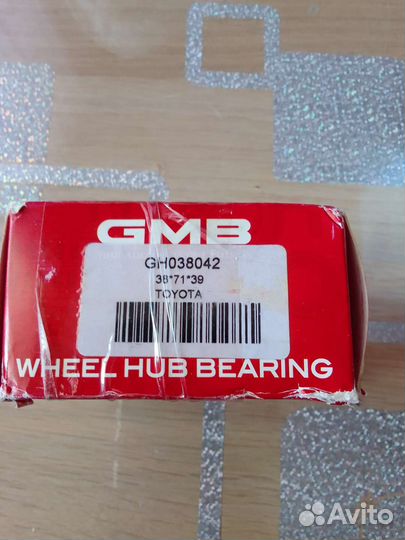 GMB
GH038042
38*71*39
TOYOTA
WHEEL HUB BEARING
Avito